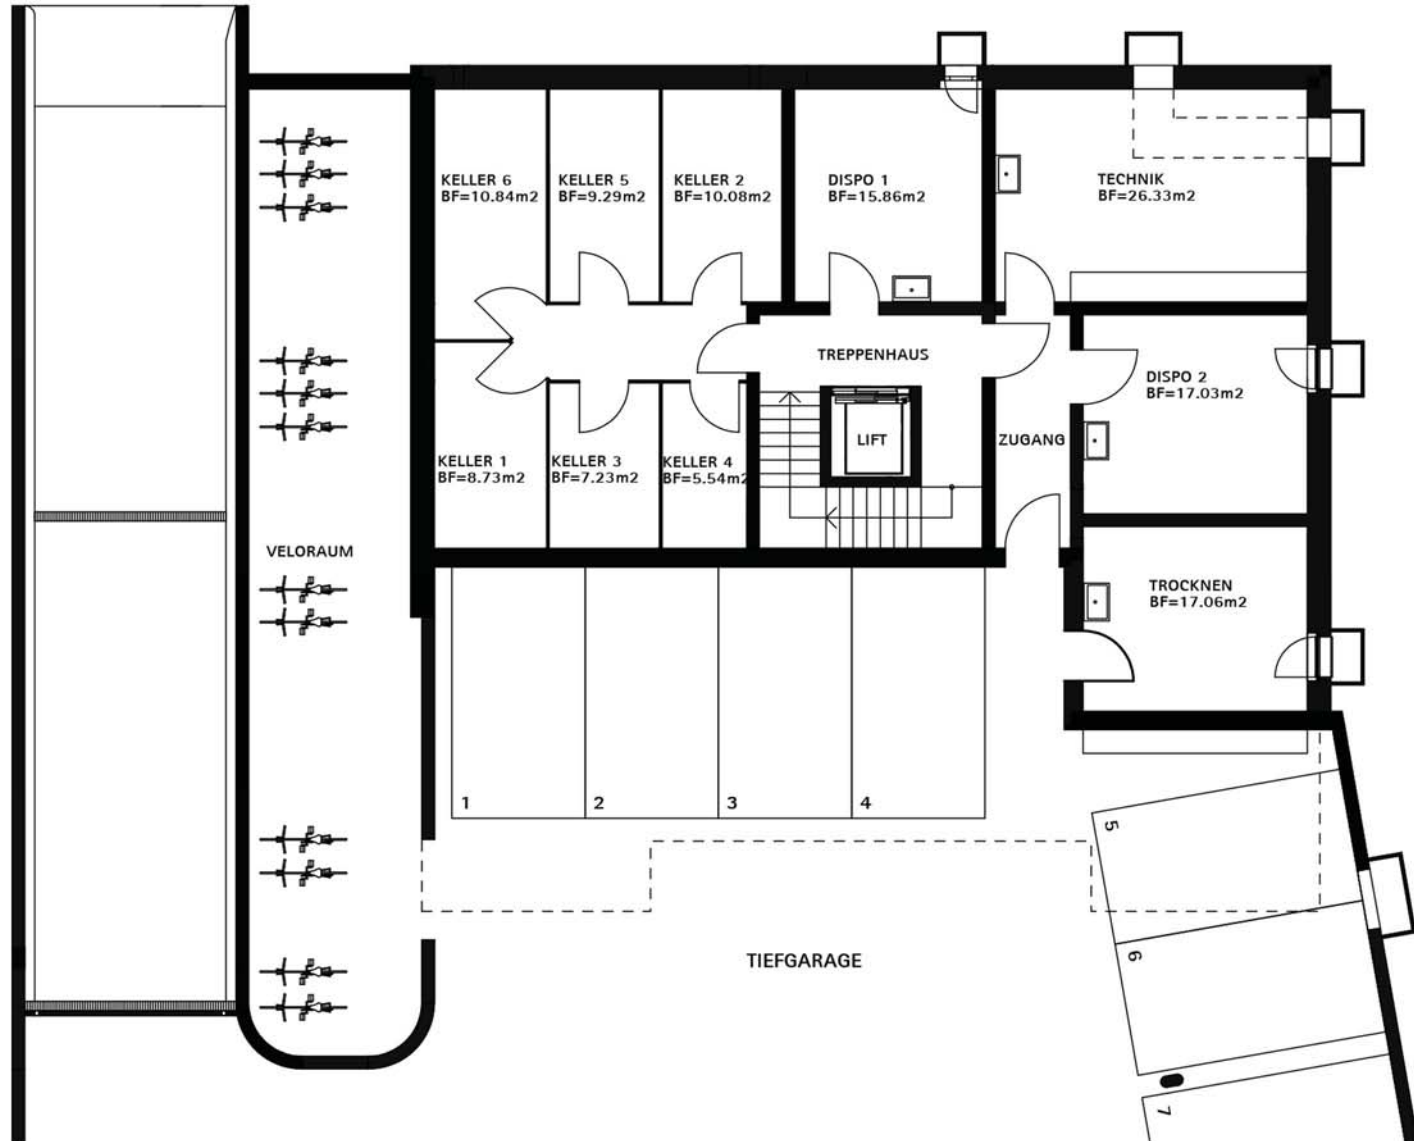 KELLER 6
BF=10.84m2
KELLER 5
BF=9.29m2
KELLER 2
BF=10.08m2
DISPO 1
BF=15.86m2
TECHNIK
BF=26.33m2
TREPPENHAUS
DISPO 2
BF=17.03m2
LIFT
ZUGANG
KELLER 1
BF=8.73m2
KELLER 3
BF=7.23m2
KELLER 4
BF=5.54m2
VELORAUM
TROCKNEN
BF=17.06m2
1
2
3
4
5
6
7
TIEFGARAGE